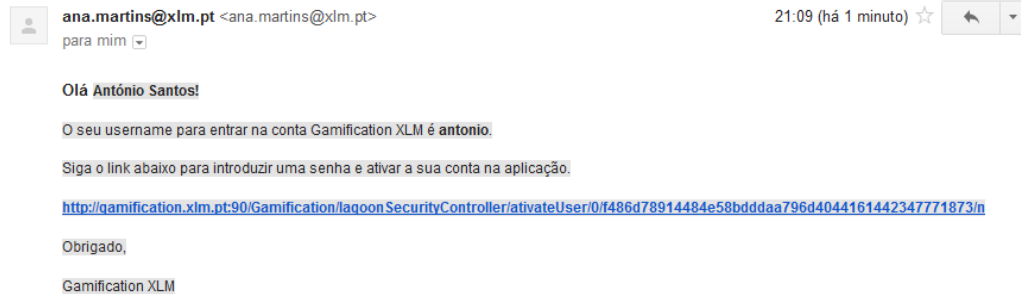 ana.martins@xlm.pt <ana.martins@xlm.pt>
21:09 (há 1 minuto)
para mim
Olá António Santos!
O seu username para entrar na conta Gamification XLM é antonio.
Siga o link abaixo para introduzir uma senha e ativar a sua conta na aplicação.
http://gamification.xlm.pt:90/Gamification/lagoonSecurityController/ativateUser/0/f486d78914484e58bdddaa796d4044161442347771873/n
Obrigado,
Gamification XLM